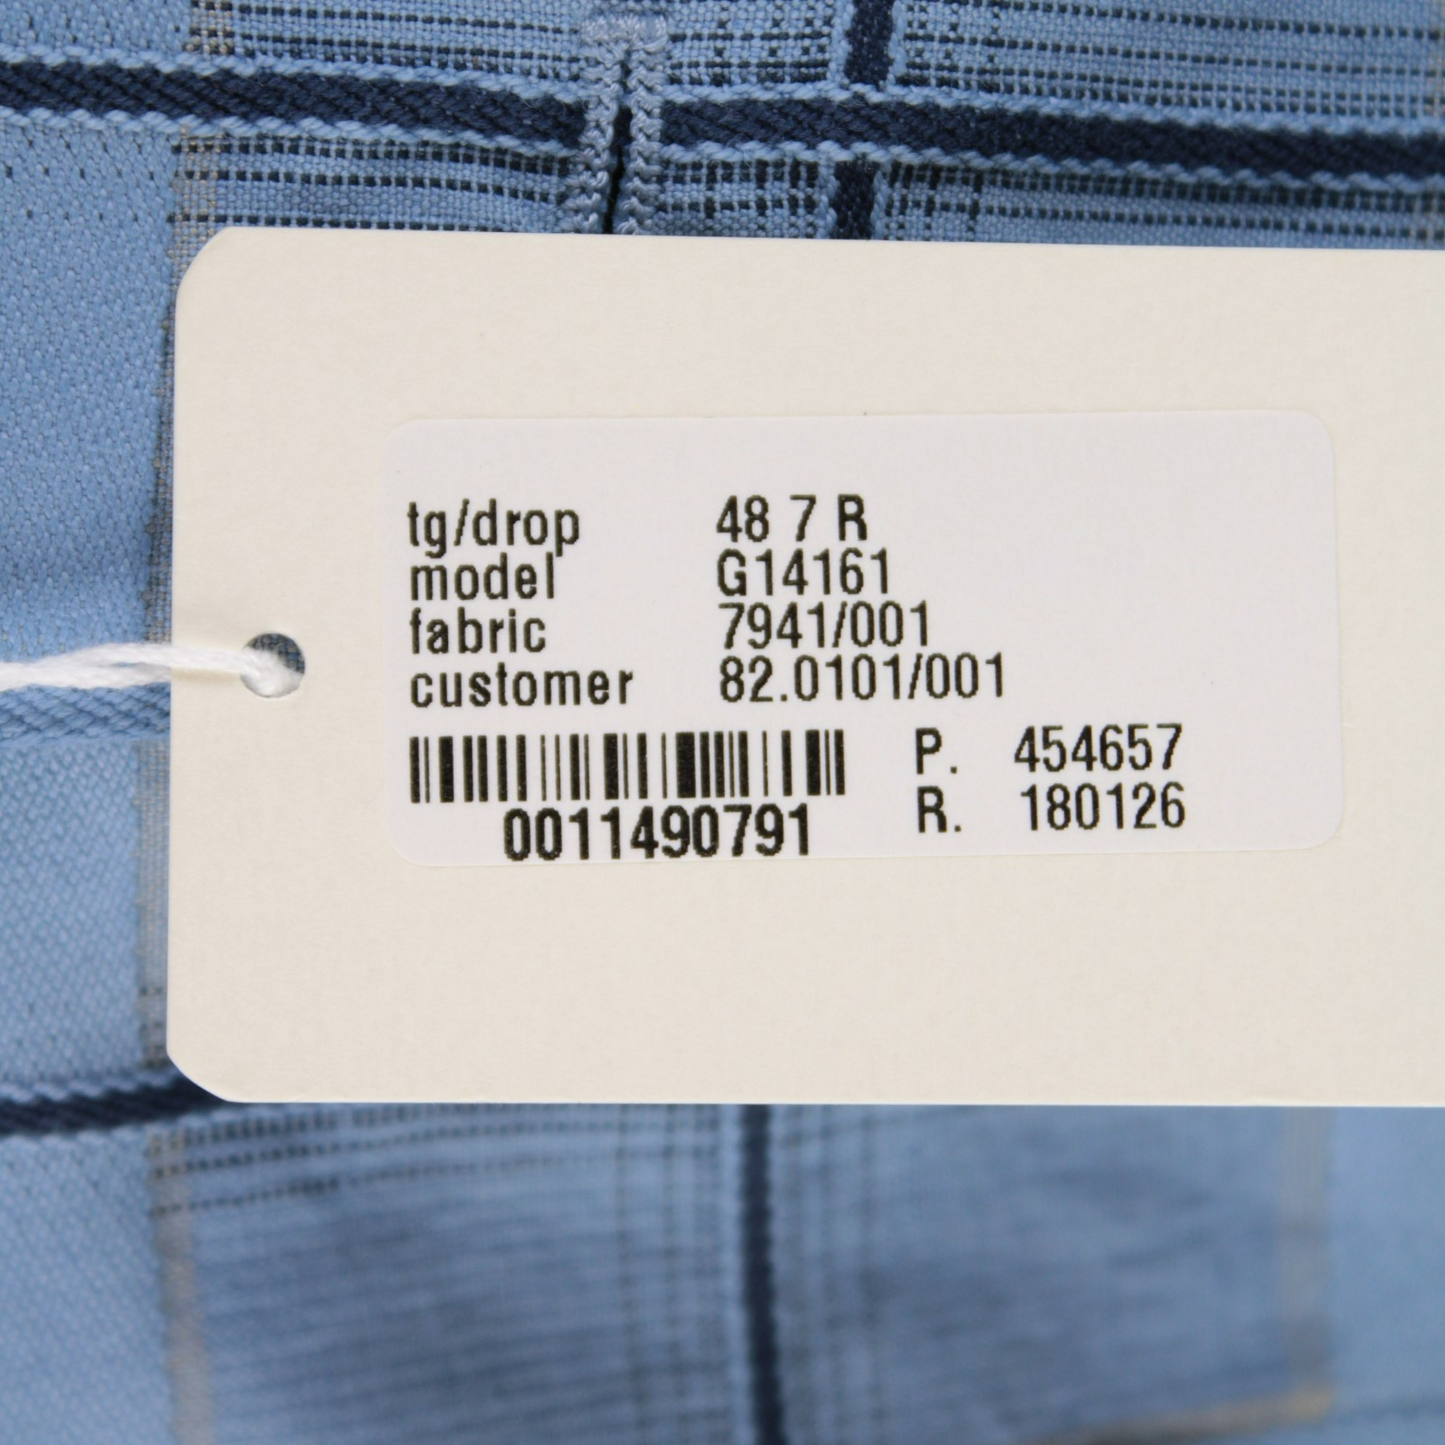 tg/drop 48 7 R
model G14161
fabric 7941/001
customer 82.0101/001
P. 454657
0011490791 R. 180126